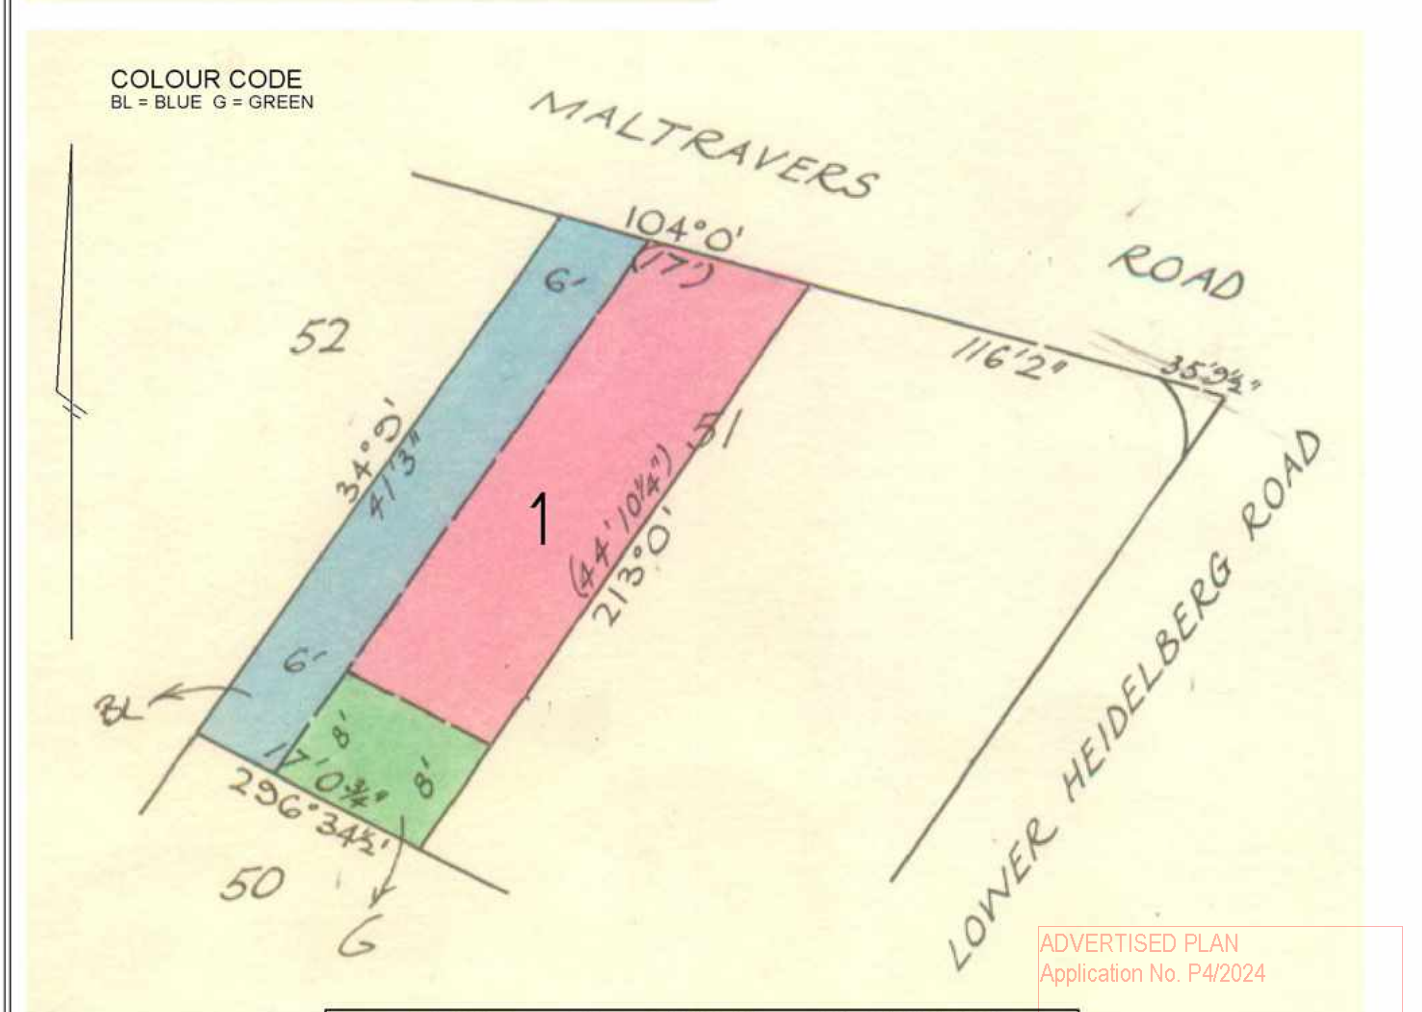 COLOUR CODE
BL = BLUE G = GREEN
MALTRAVERS
ROAD
104°0'
(17')
6'
52
116'2"
35'9½"
34°9'
41'3"
51
1
(44'10¼")
213°0'
6'
BL
8'
8'
17'0¾"
296°34½'
50
G
LOWER HEIDELBERG ROAD
ADVERTISED PLAN
Application No. P4/2024